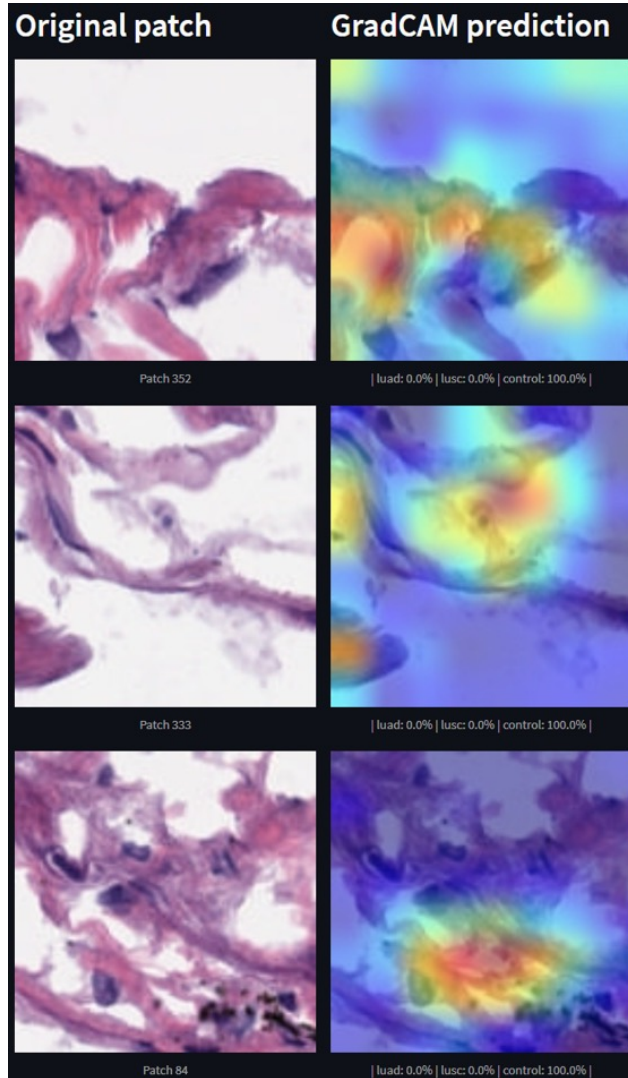 Original patch GradCAM prediction
Patch 352 | luad: 0.0% | lusc: 0.0% | control: 100.0% |
Patch 333 | luad: 0.0% | lusc: 0.0% | control: 100.0% |
Patch 84 | luad: 0.0% | lusc: 0.0% | control: 100.0% |